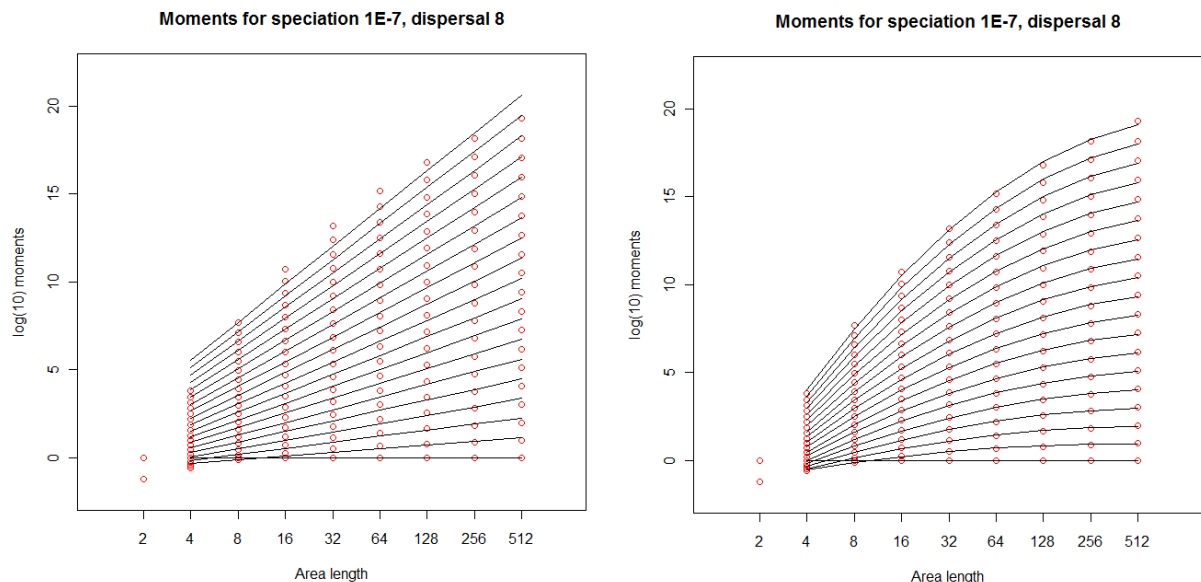 Moments for speciation 1E-7, dispersal 8
log(10) moments
20
15
10
5
0
2 4 8 16 32 64 128 256 512
Area length
Moments for speciation 1E-7, dispersal 8
log(10) moments
20
15
10
5
0
2 4 8 16 32 64 128 256 512
Area length